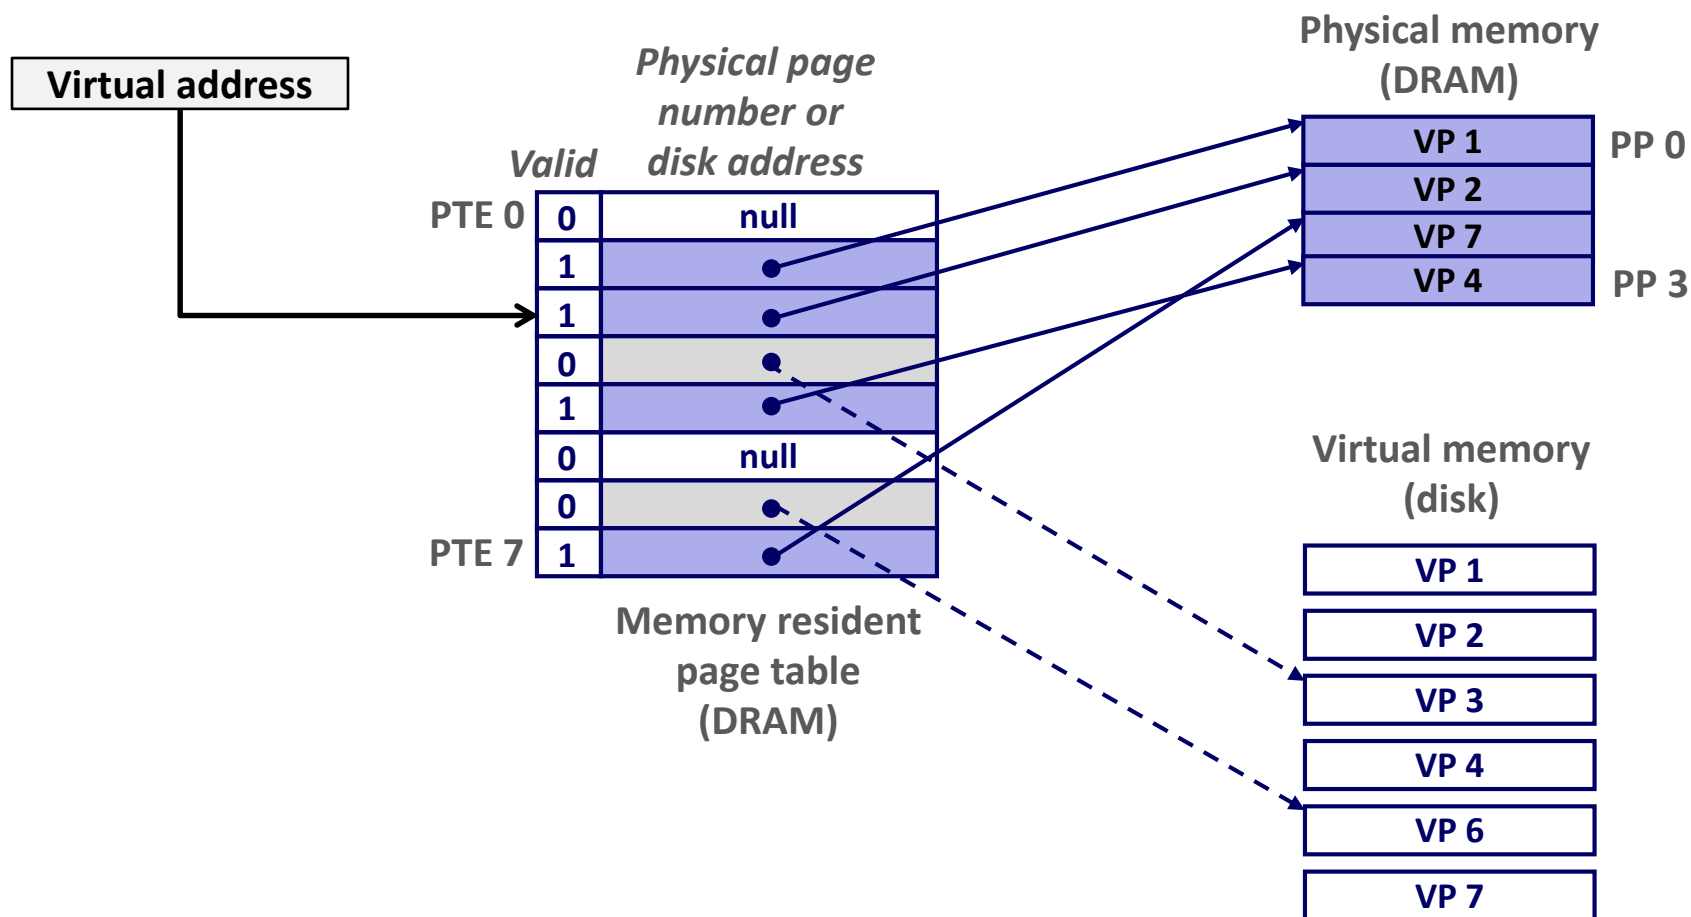 Virtual address
Physical page
number or
disk address
Valid
PTE 0
0
null
1
1
0
1
0
null
0
PTE 7
1
Memory resident
page table
(DRAM)
Physical memory
(DRAM)
VP 1
PP 0
VP 2
VP 7
VP 4
PP 3
Virtual memory
(disk)
VP 1
VP 2
VP 3
VP 4
VP 6
VP 7